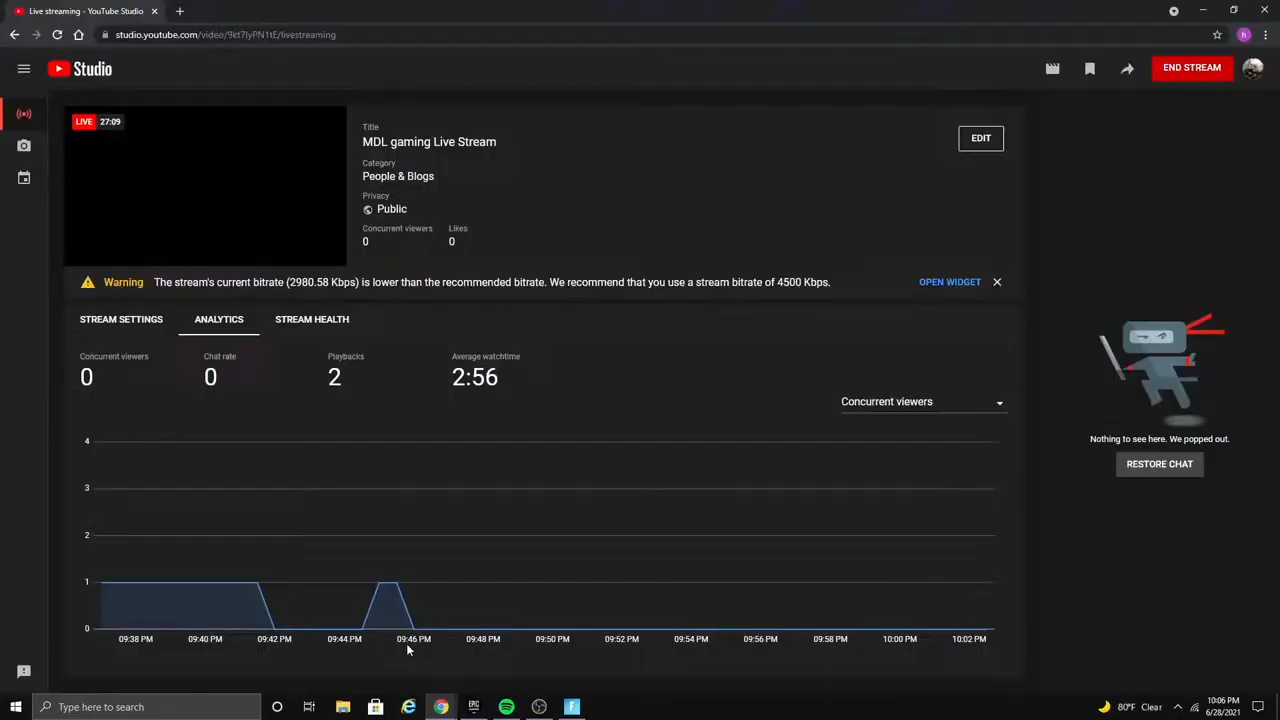 Live streaming - YouTube Studio
studio.youtube.com/video/9kt7IyPN1tE/livestreaming
h
Studio
END STREAM
LIVE 27:09
Title
MDL gaming Live Stream
EDIT
Category
People & Blogs
Privacy
Public
Concurrent viewers Likes
0 0
Warning The stream's current bitrate (2980.58 Kbps) is lower than the recommended bitrate. We recommend that you use a stream bitrate of 4500 Kbps. OPEN WIDGET
STREAM SETTINGS ANALYTICS STREAM HEALTH
Concurrent viewers Chat rate Playbacks Average watchtime
0 0 2 2:56
Concurrent viewers
4
3
2
1
0
09:38 PM 09:40 PM 09:42 PM 09:44 PM 09:46 PM 09:48 PM 09:50 PM 09:52 PM 09:54 PM 09:56 PM 09:58 PM 10:00 PM 10:02 PM
Nothing to see here. We popped out.
RESTORE CHAT
Type here to search
EPIC
F
80°F Clear
10:06 PM
6/28/2021